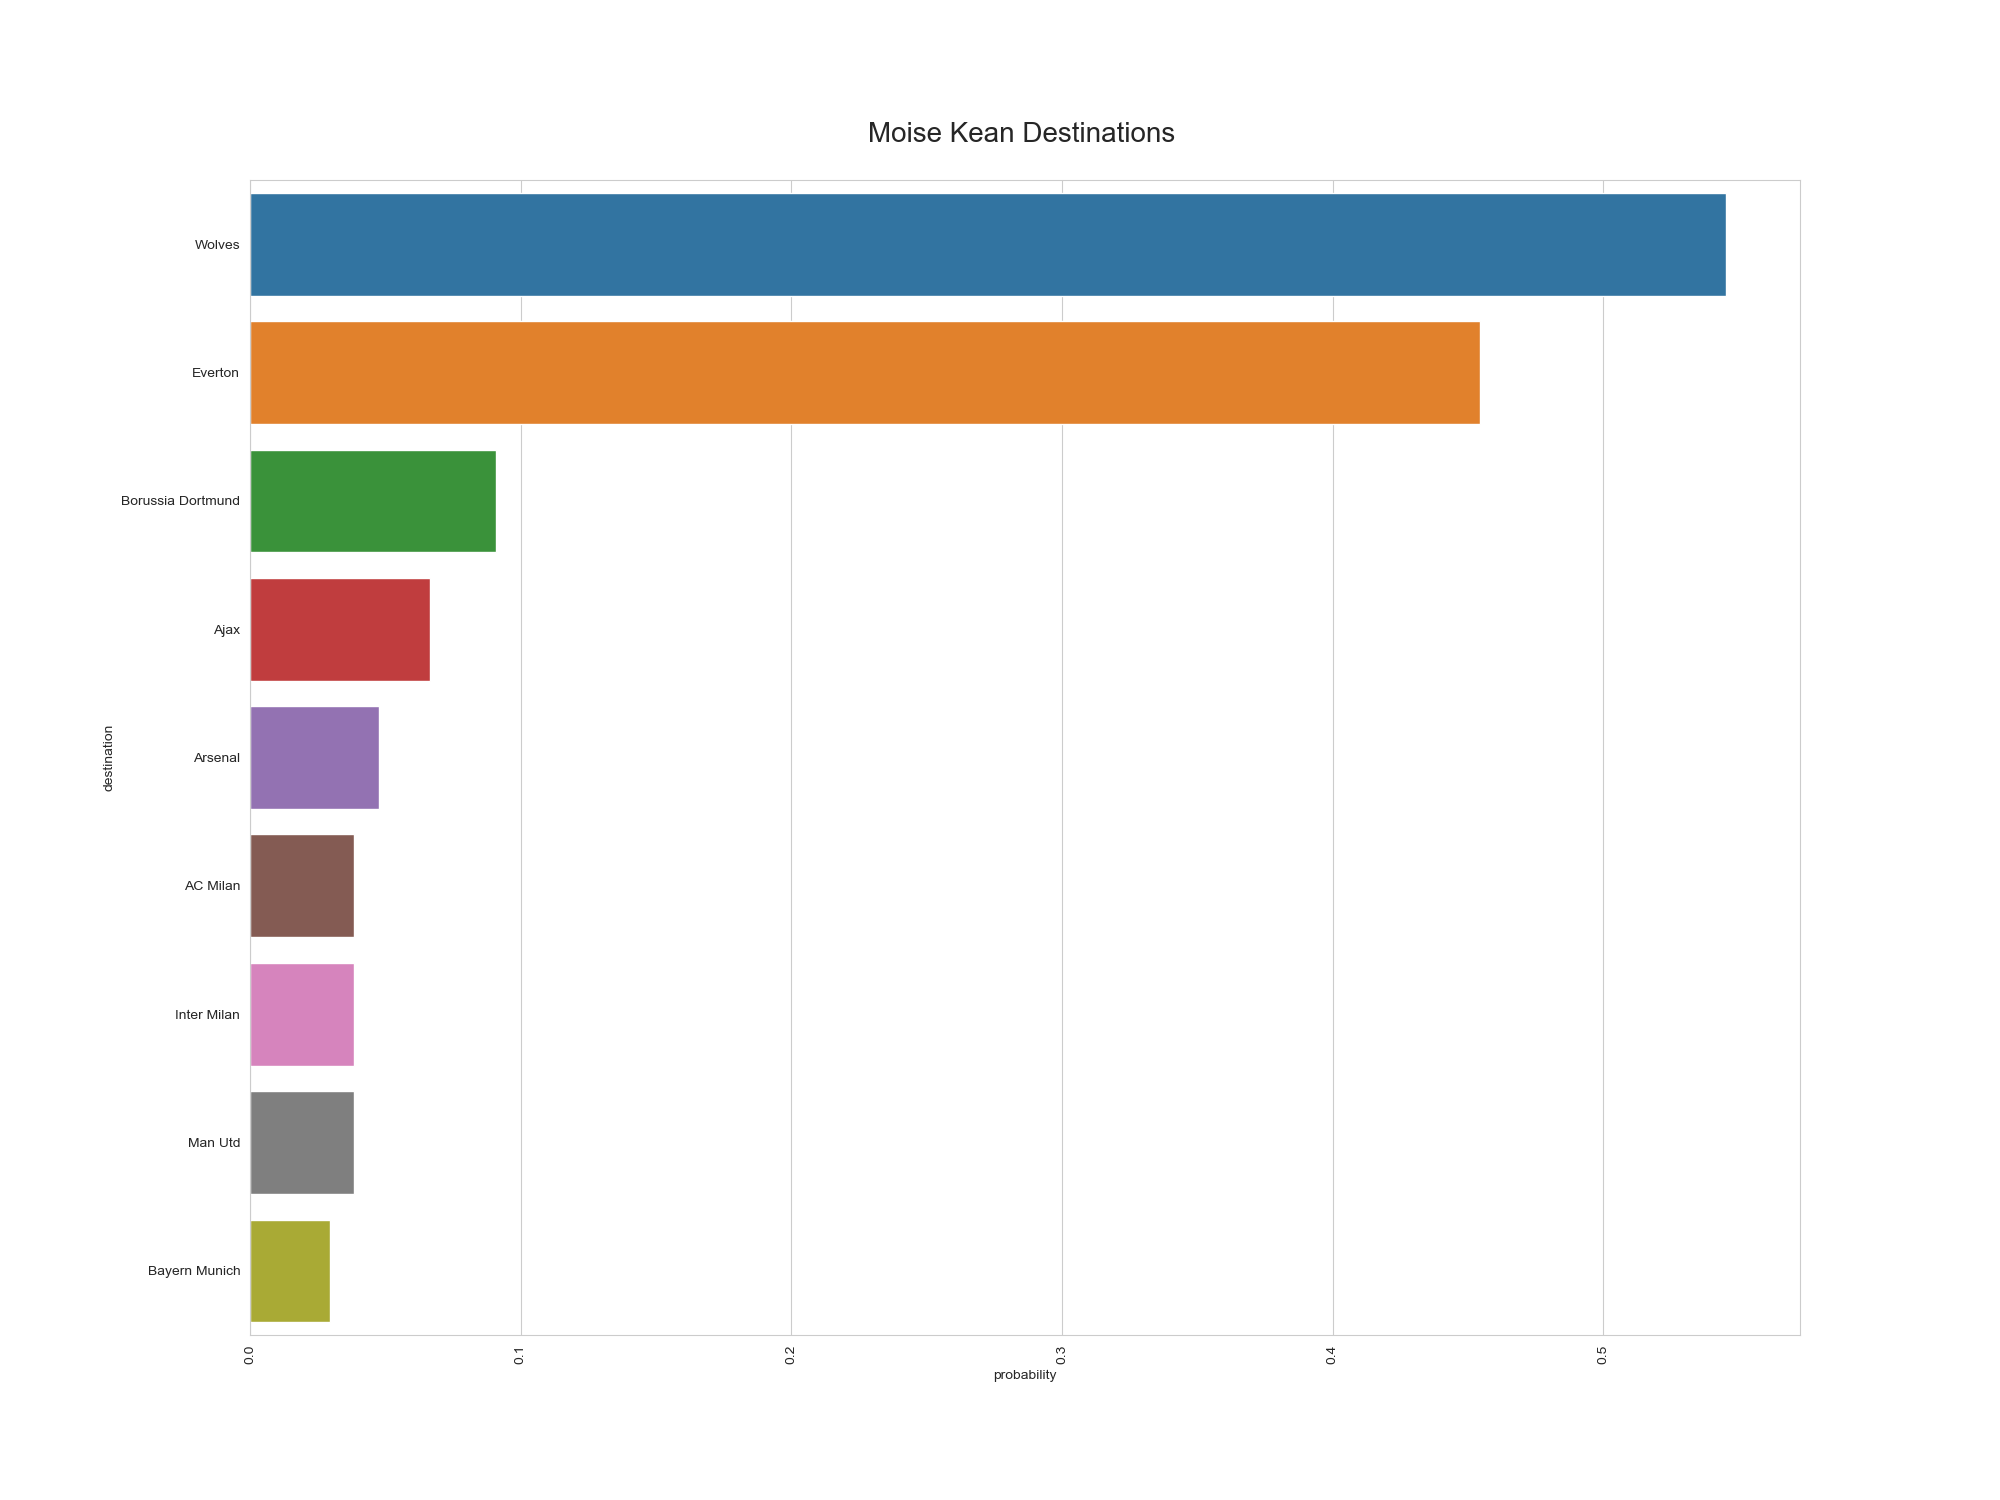 Moise Kean Destinations
Wolves
Everton
Borussia Dortmund
Ajax
Arsenal
AC Milan
Inter Milan
Man Utd
Bayern Munich
destination
0.0
0.1
0.2
0.3
0.4
0.5
probability